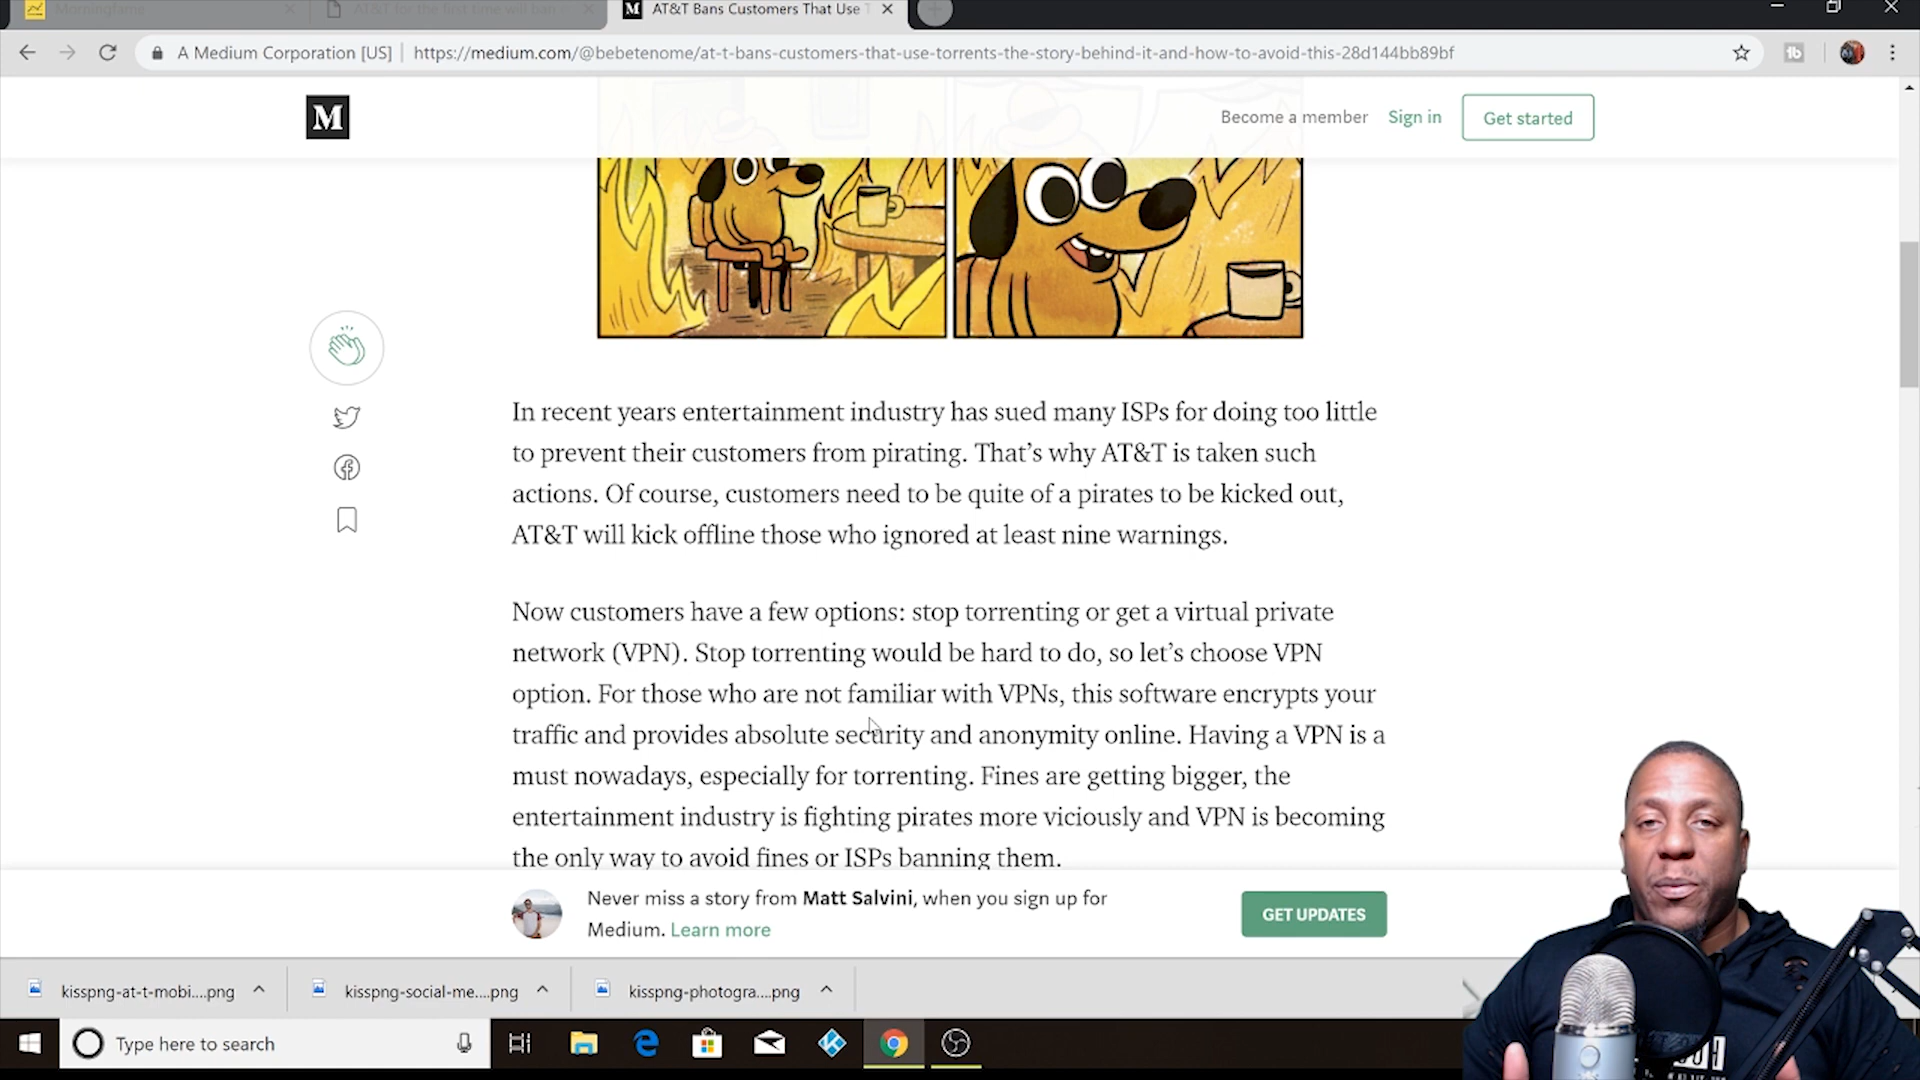 Morningfame
AT&T for the first time will ban
AT&T Bans Customers That Use T
A Medium Corporation [US] | https://medium.com/@bebetenome/at-t-bans-customers-that-use-torrents-the-story-behind-it-and-how-to-avoid-this-28d144bb89bf
M
Become a member
Sign in
Get started
In recent years entertainment industry has sued many ISPs for doing too little
to prevent their customers from pirating. That’s why AT&T is taken such
actions. Of course, customers need to be quite of a pirates to be kicked out,
AT&T will kick offline those who ignored at least nine warnings.
Now customers have a few options: stop torrenting or get a virtual private
network (VPN). Stop torrenting would be hard to do, so let’s choose VPN
option. For those who are not familiar with VPNs, this software encrypts your
traffic and provides absolute security and anonymity online. Having a VPN is a
must nowadays, especially for torrenting. Fines are getting bigger, the
entertainment industry is fighting pirates more viciously and VPN is becoming
the only way to avoid fines or ISPs banning them.
Never miss a story from Matt Salvini, when you sign up for
Medium. Learn more
GET UPDATES
kisspng-at-t-mobi....png
kisspng-social-me....png
kisspng-photogra....png
Type here to search